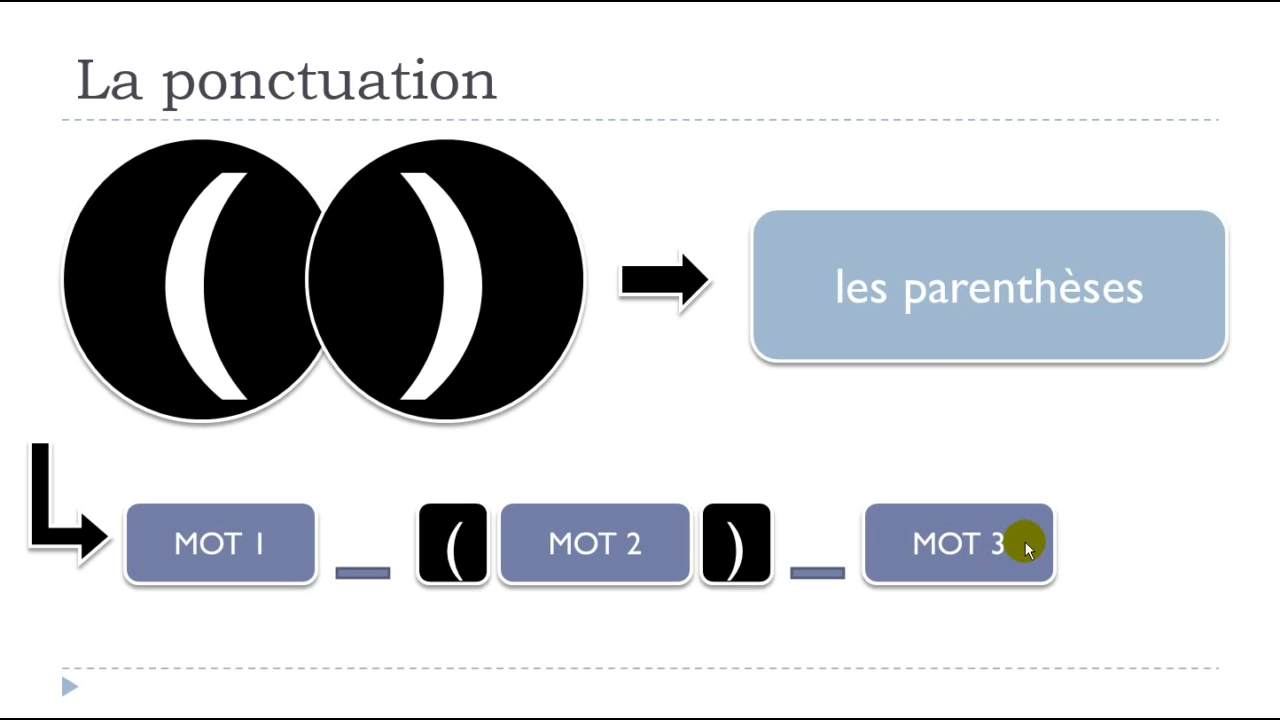 La ponctuation
( )
les parenthèses
MOT 1 _ ( MOT 2 ) _ MOT 3